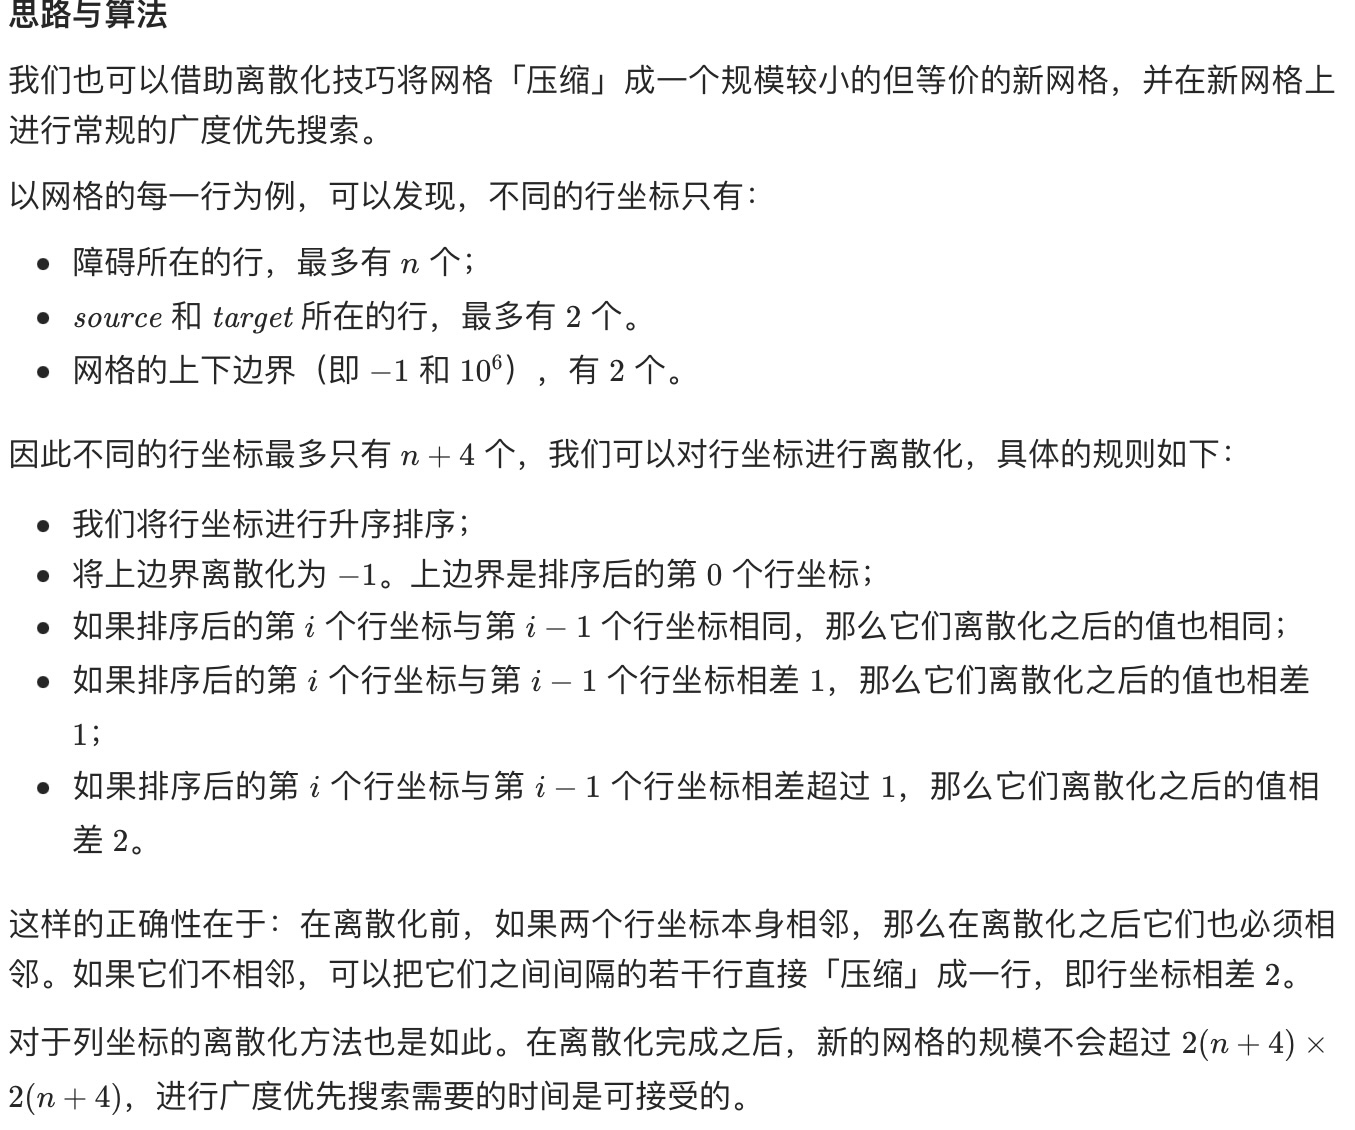 思路与算法
我们也可以借助离散化技巧将网格「压缩」成一个规模较小的但等价的新网格，并在新网格上
进行常规的广度优先搜索。
以网格的每一行为例，可以发现，不同的行坐标只有：
• 障碍所在的行，最多有 n 个；
• source 和 target 所在的行，最多有 2 个。
• 网格的上下边界（即 −1 和 10⁶），有 2 个。
因此不同的行坐标最多只有 n + 4 个，我们可以对行坐标进行离散化，具体的规则如下：
• 我们将行坐标进行升序排序；
• 将上边界离散化为 −1。上边界是排序后的第 0 个行坐标；
• 如果排序后的第 i 个行坐标与第 i − 1 个行坐标相同，那么它们离散化之后的值也相同；
• 如果排序后的第 i 个行坐标与第 i − 1 个行坐标相差 1，那么它们离散化之后的值也相差
1；
• 如果排序后的第 i 个行坐标与第 i − 1 个行坐标相差超过 1，那么它们离散化之后的值相
差 2。
这样的正确性在于：在离散化前，如果两个行坐标本身相邻，那么在离散化之后它们也必须相
邻。如果它们不相邻，可以把它们之间间隔的若干行直接「压缩」成一行，即行坐标相差 2。
对于列坐标的离散化方法也是如此。在离散化完成之后，新的网格的规模不会超过 2(n + 4) ×
2(n + 4)，进行广度优先搜索需要的时间是可接受的。